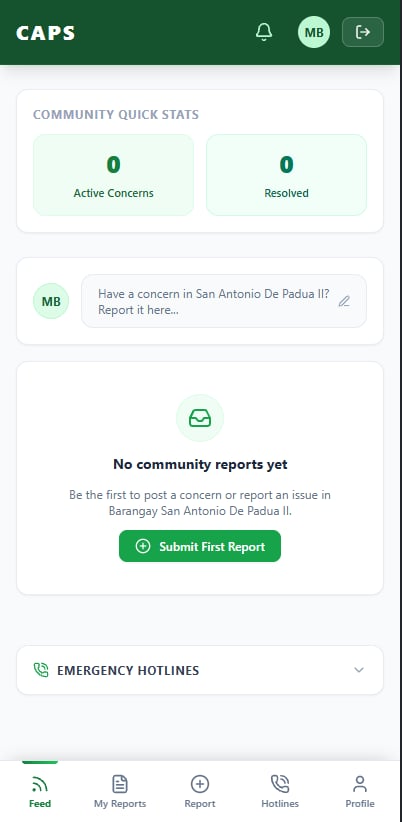 CAPS
MB
COMMUNITY QUICK STATS
0
Active Concerns
0
Resolved
MB
Have a concern in San Antonio De Padua II?
Report it here...
No community reports yet
Be the first to post a concern or report an issue in
Barangay San Antonio De Padua II.
Submit First Report
EMERGENCY HOTLINES
Feed
My Reports
Report
Hotlines
Profile